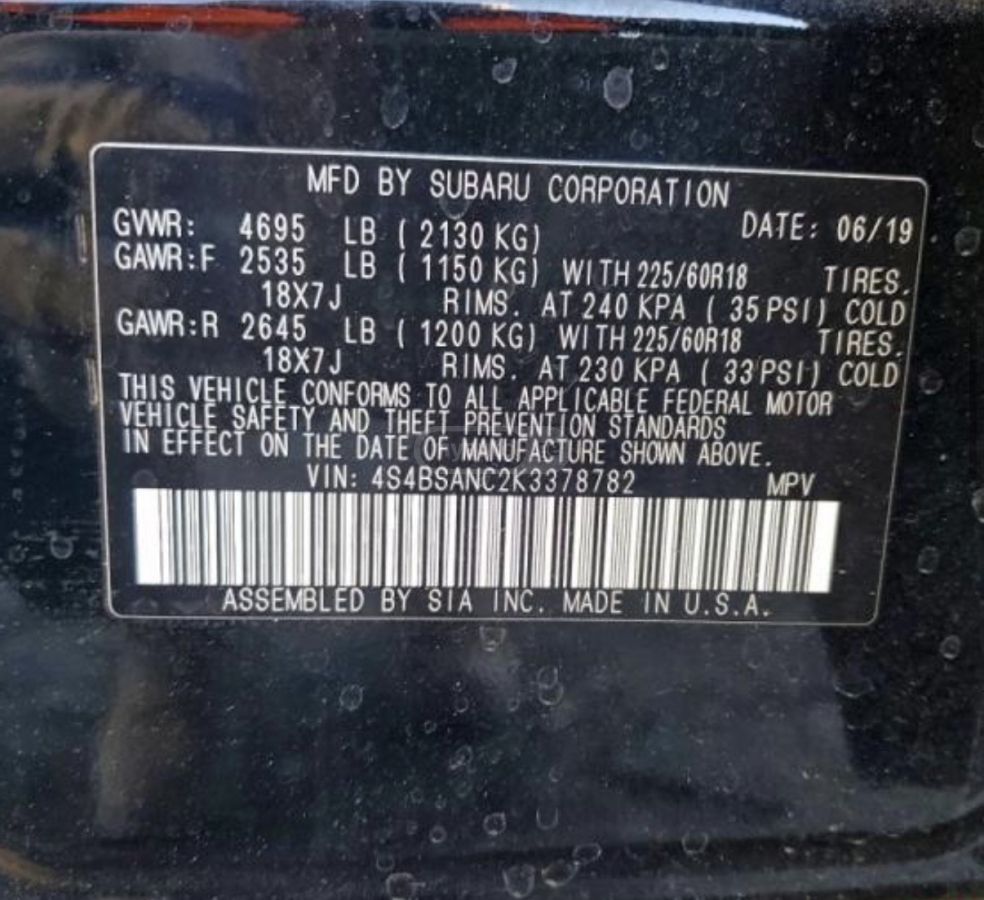 MFD BY SUBARU CORPORATION
GVWR: 4695 LB ( 2130 KG) DATE: 06/19
GAWR:F 2535 LB ( 1150 KG) WITH 225/60R18 TIRES.
18X7J RIMS. AT 240 KPA ( 35 PSI) COLD
GAWR:R 2645 LB ( 1200 KG) WITH 225/60R18 TIRES.
18X7J RIMS. AT 230 KPA ( 33 PSI) COLD
THIS VEHICLE CONFORMS TO ALL APPLICABLE FEDERAL MOTOR
VEHICLE SAFETY AND THEFT PREVENTION STANDARDS
IN EFFECT ON THE DATE OF MANUFACTURE SHOWN ABOVE.
VIN: 4S4BSANC2K3378782 MPV
ASSEMBLED BY SIA INC. MADE IN U.S.A.